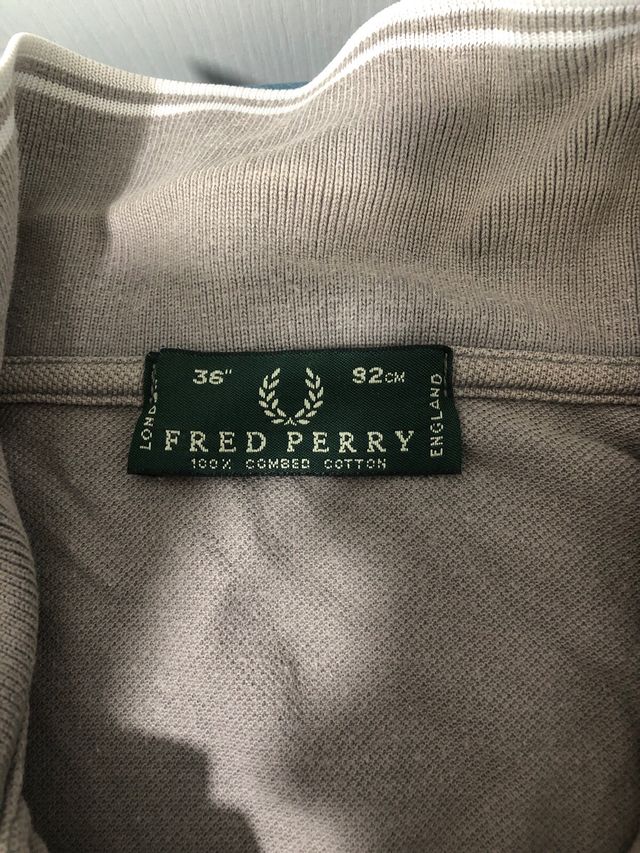 36" 92CM
LONDON
FRED PERRY
ENGLAND
100% COMBED COTTON